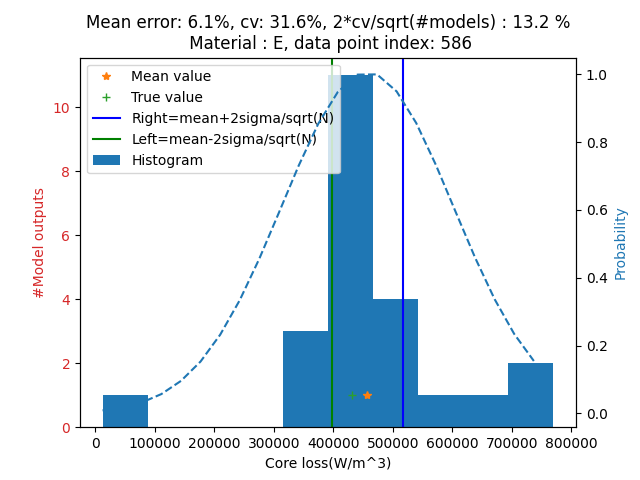 Mean error: 6.1%, cv: 31.6%, 2*cv/sqrt(#models) : 13.2 %
Material : E, data point index: 586
Mean value
True value
Right=mean+2sigma/sqrt(N)
Left=mean-2sigma/sqrt(N)
Histogram
#Model outputs
10
8
6
4
2
0
1.0
0.8
0.6
0.4
0.2
0.0
Probability
0 100000 200000 300000 400000 500000 600000 700000 800000
Core loss(W/m^3)